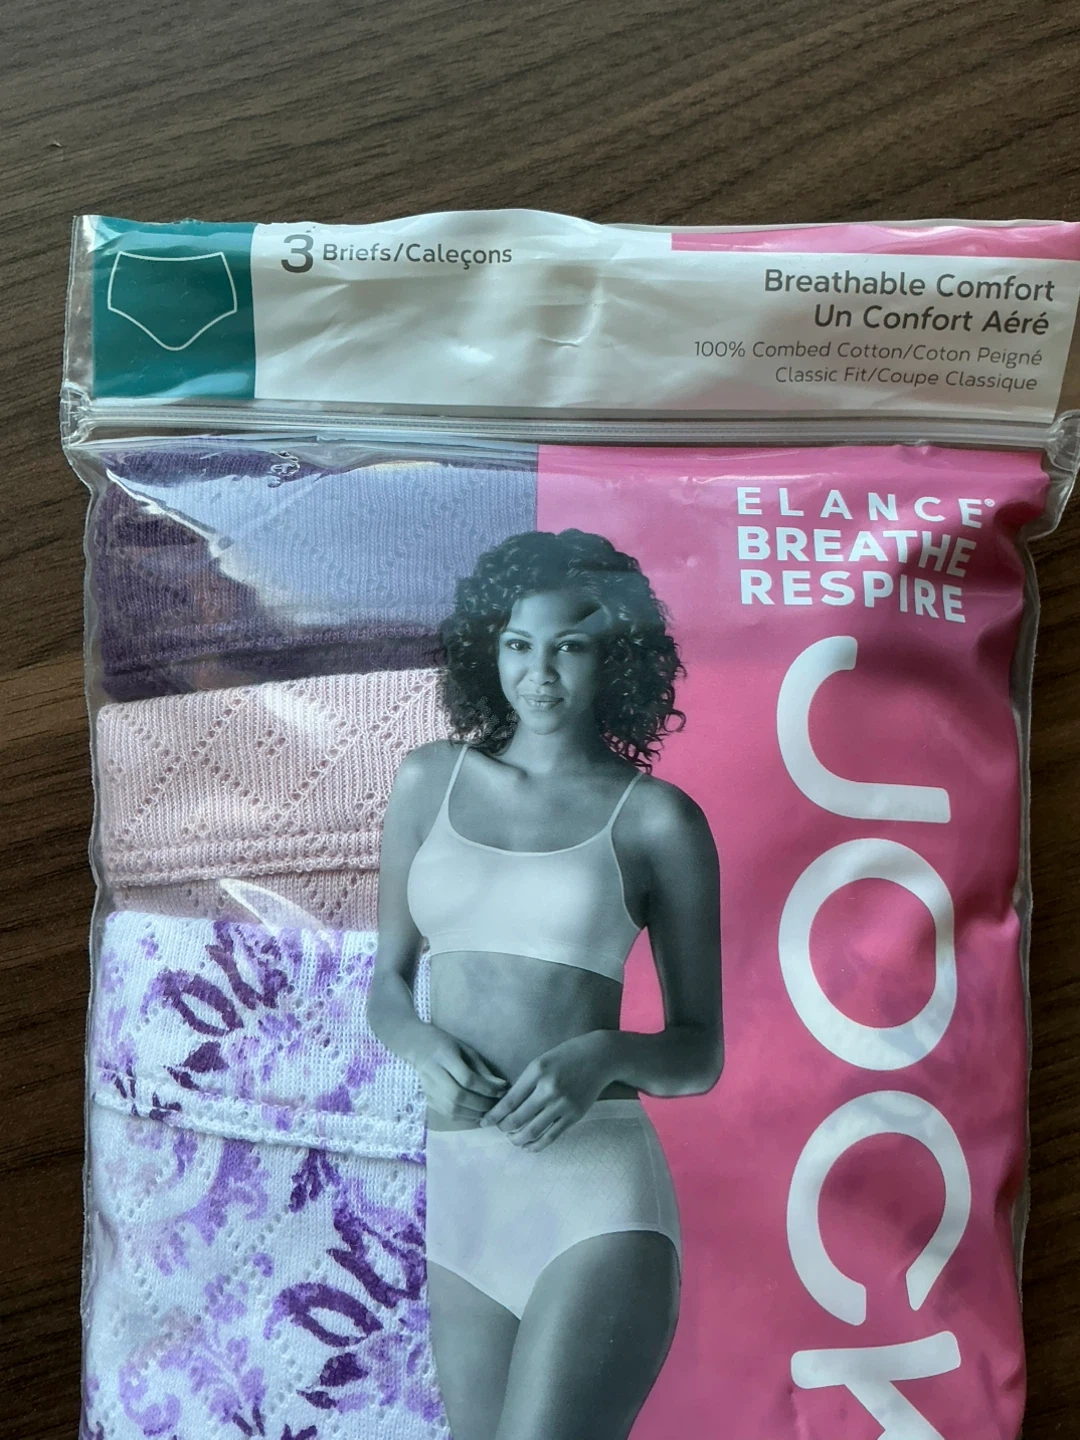 3 Briefs/Caleçons
Breathable Comfort
Un Confort Aéré
100% Combed Cotton/Coton Peigné
Classic Fit/Coupe Classique
ELANCE®
BREATHE
RESPIRE
JOCK